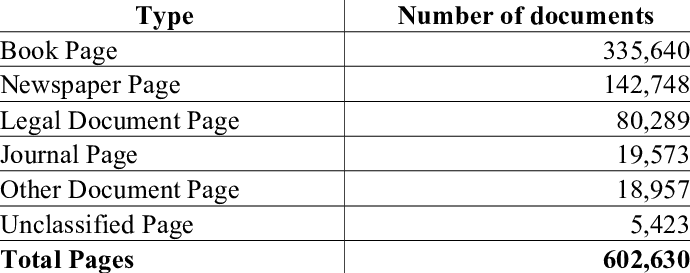 Type Number of documents
Book Page 335,640
Newspaper Page 142,748
Legal Document Page 80,289
Journal Page 19,573
Other Document Page 18,957
Unclassified Page 5,423
Total Pages 602,630